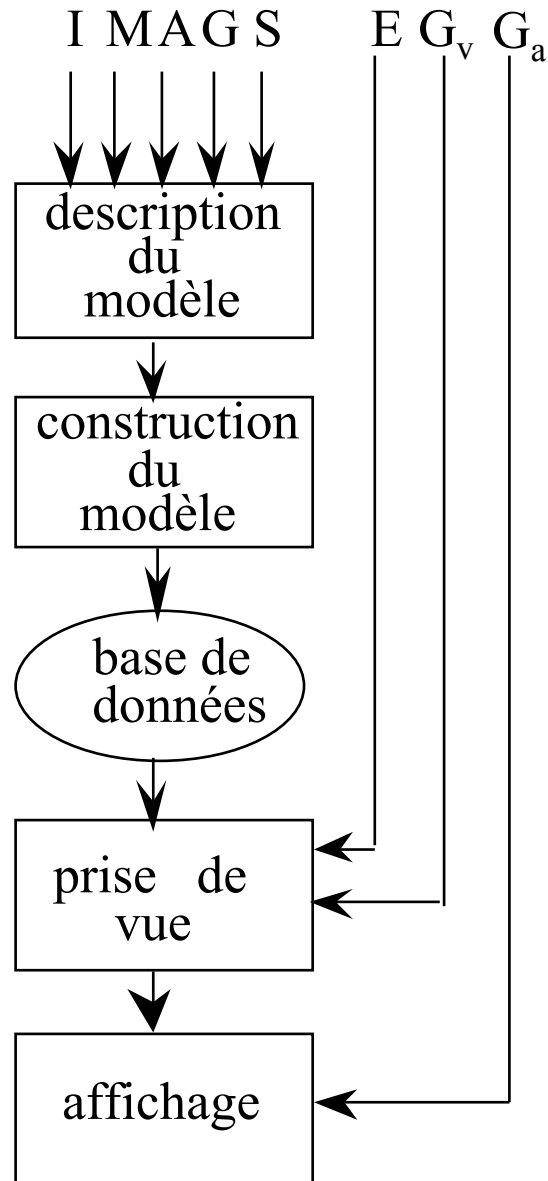 I M A G S E G_v G_a
description
du
modèle
construction
du
modèle
base de
données
prise de
vue
affichage